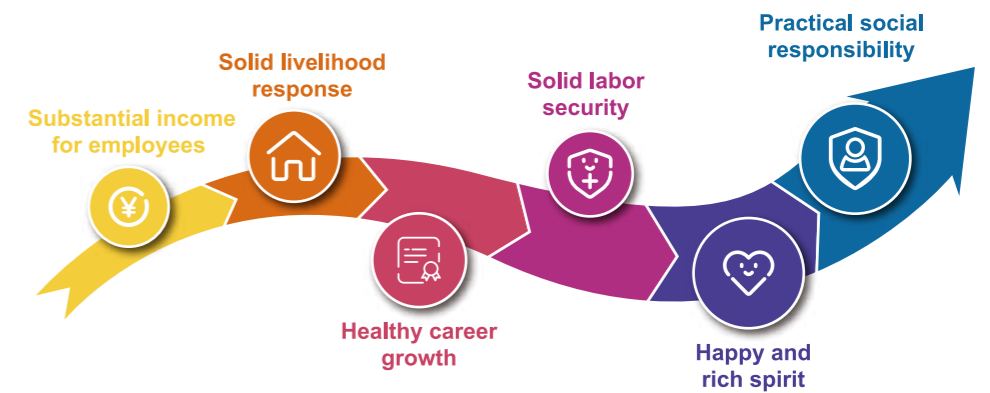 Substantial income
for employees
Solid livelihood
response
Healthy career
growth
Solid labor
security
Happy and
rich spirit
Practical social
responsibility
¥